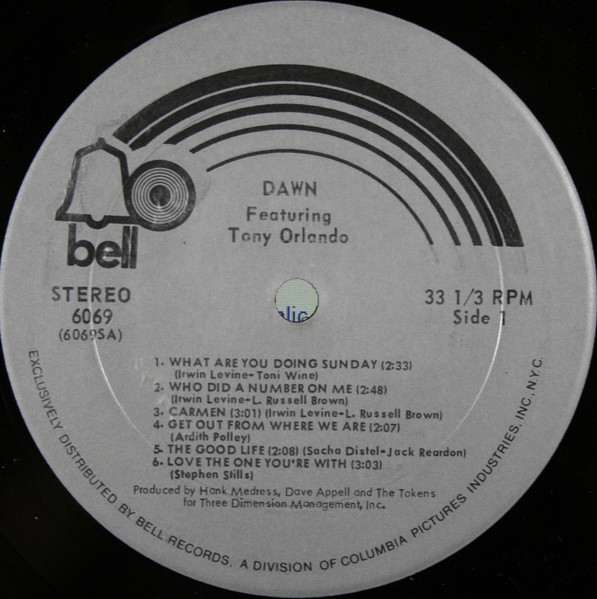 bell
DAWN
Featuring
Tony Orlando
STEREO
6069
(6069SA)
33 1/3 RPM
Side 1
1. WHAT ARE YOU DOING SUNDAY (2:33)
(Irwin Levine-Toni Wine)
2. WHO DID A NUMBER ON ME (2:48)
(Irwin Levine-L. Russell Brown)
3. CARMEN (3:01) (Irwin Levine-L. Russell Brown)
4. GET OUT FROM WHERE WE ARE (2:07)
(Ardith Polley)
5. THE GOOD LIFE (2:08) (Sacha Distel-Jack Reardon)
6. LOVE THE ONE YOU'RE WITH (3:03)
(Stephen Stills)
Produced by Hank Medress, Dave Appell and The Tokens
for Three Dimension Management, Inc.
EXCLUSIVELY DISTRIBUTED BY BELL RECORDS, A DIVISION OF COLUMBIA PICTURES INDUSTRIES, INC., N.Y.C.